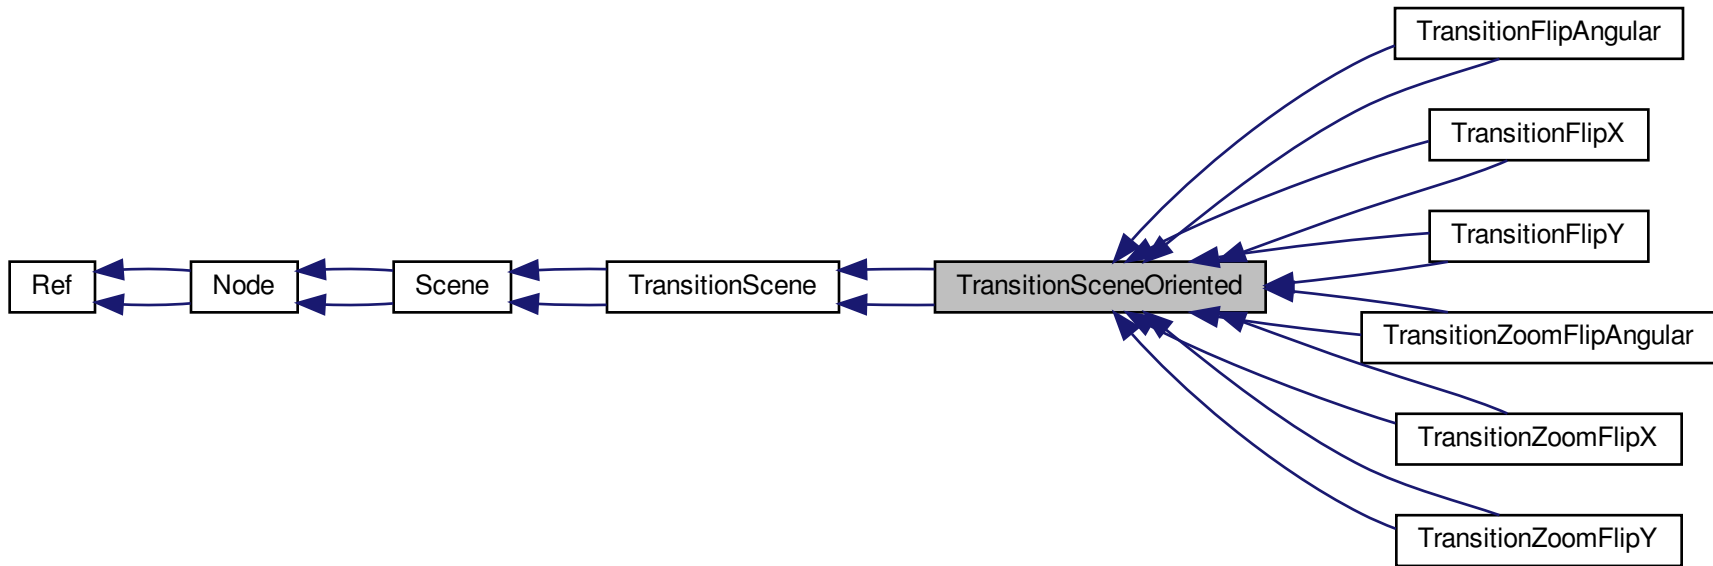 TransitionFlipAngular
TransitionFlipX
TransitionFlipY
Ref
Node
Scene
TransitionScene
TransitionSceneOriented
TransitionZoomFlipAngular
TransitionZoomFlipX
TransitionZoomFlipY